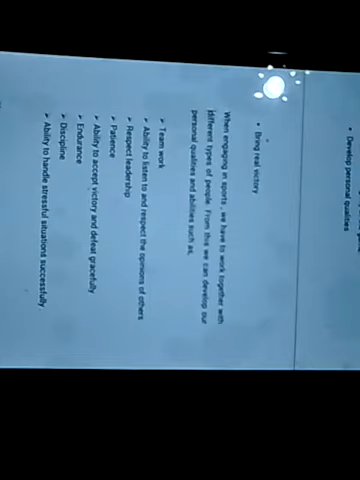 • Develop personal qualities
• Bring real victory
When engaging in sports , we have to work together with
different types of people. From this we can develop our
personal qualities and abilities such as,
➢ Team work
➢ Ability to listen to and respect the opinions of others
➢ Respect leadership
➢ Patience
➢ Ability to accept victory and defeat gracefully
➢ Endurance
➢ Discipline
➢ Ability to handle stressful situations successfully.